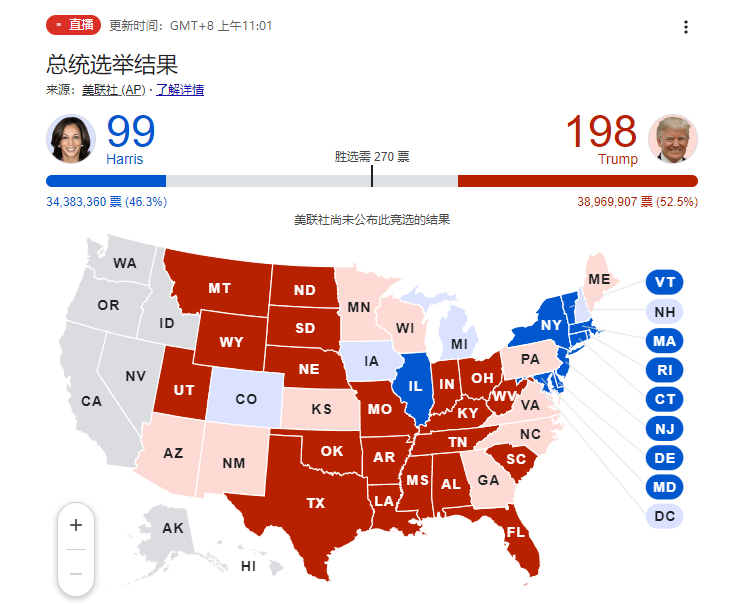 直播 更新时间：GMT+8 上午11:01
总统选举结果
来源：美联社 (AP) · 了解详情
99 198
Harris Trump
胜选需 270 票
34,383,360 票 (46.3%) 38,969,907 票 (52.5%)
美联社尚未公布此竞选的结果
WA
MT
ND
MN
ME
VT
OR
ID
SD
WI
MI
NY
NH
WY
MA
NV
UT
NE
IA
PA
RI
CA
CO
IL
IN
OH
WV
CT
KS
MO
KY
VA
NJ
AZ
NM
OK
AR
TN
NC
SC
DE
TX
LA
MS
AL
GA
MD
AK
FL
DC
HI
+
−